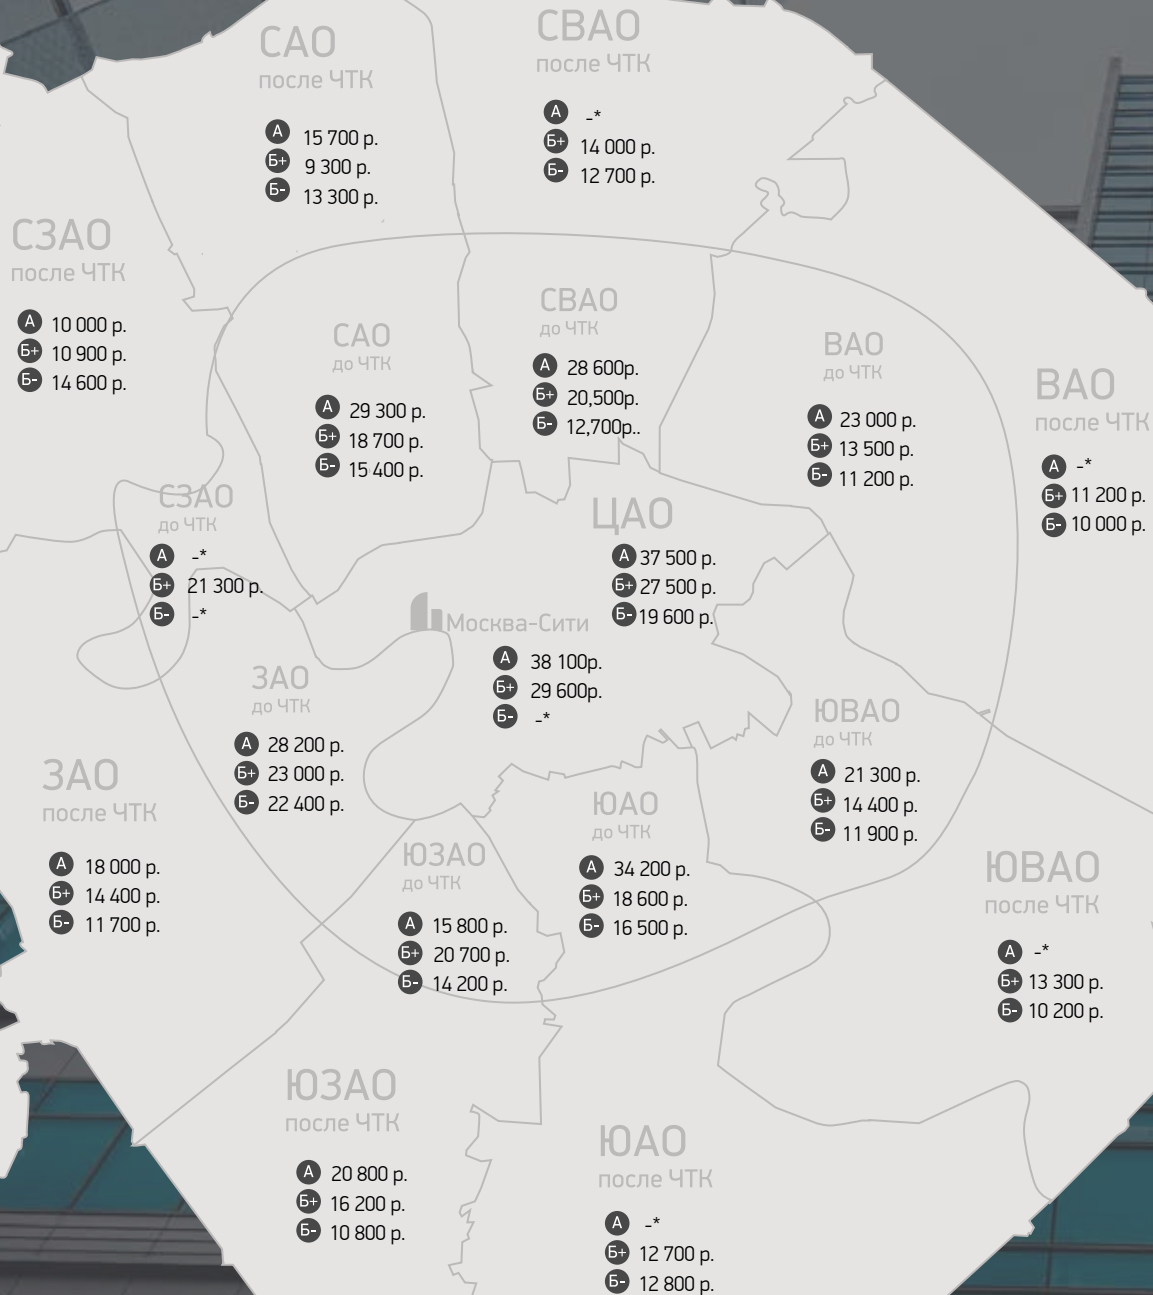 САО
после ЧТК
А 15 700 р.
Б+ 9 300 р.
Б- 13 300 р.
СВАО
после ЧТК
А -*
Б+ 14 000 р.
Б- 12 700 р.
СЗАО
после ЧТК
А 10 000 р.
Б+ 10 900 р.
Б- 14 600 р.
САО
до ЧТК
А 29 300 р.
Б+ 18 700 р.
Б- 15 400 р.
СВАО
до ЧТК
А 28 600р.
Б+ 20,500р.
Б- 12,700р..
ВАО
до ЧТК
А 23 000 р.
Б+ 13 500 р.
Б- 11 200 р.
ВАО
после ЧТК
А -*
Б+ 11 200 р.
Б- 10 000 р.
СЗАО
до ЧТК
А -*
Б+ 21 300 р.
Б- -*
ЦАО
А 37 500 р.
Б+ 27 500 р.
Б- 19 600 р.
Москва-Сити
А 38 100р.
Б+ 29 600р.
Б- -*
ЗАО
до ЧТК
А 28 200 р.
Б+ 23 000 р.
Б- 22 400 р.
ЮВАО
до ЧТК
А 21 300 р.
Б+ 14 400 р.
Б- 11 900 р.
ЗАО
после ЧТК
А 18 000 р.
Б+ 14 400 р.
Б- 11 700 р.
ЮЗАО
до ЧТК
А 15 800 р.
Б+ 20 700 р.
Б- 14 200 р.
ЮАО
до ЧТК
А 34 200 р.
Б+ 18 600 р.
Б- 16 500 р.
ЮВАО
после ЧТК
А -*
Б+ 13 300 р.
Б- 10 200 р.
ЮЗАО
после ЧТК
А 20 800 р.
Б+ 16 200 р.
Б- 10 800 р.
ЮАО
после ЧТК
А -*
Б+ 12 700 р.
Б- 12 800 р.